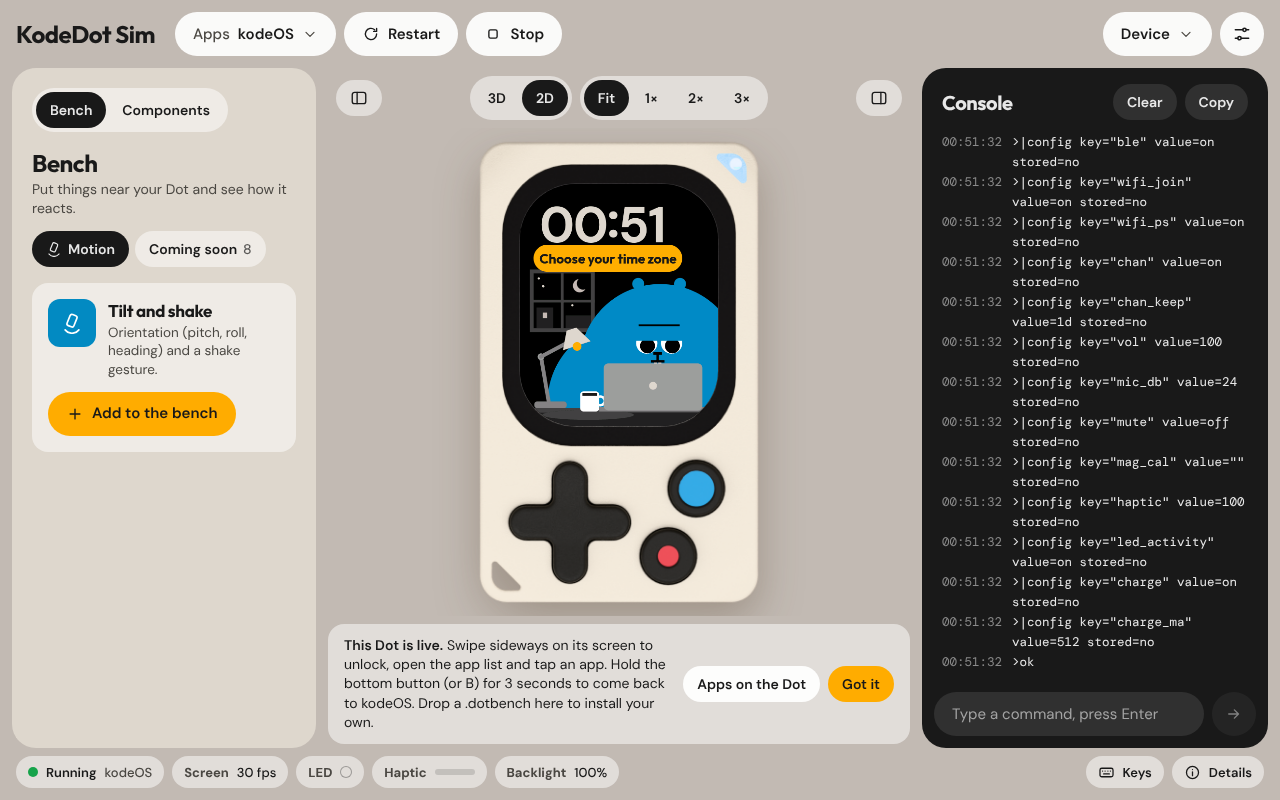 KodeDot Sim
Apps kodeOS
Restart
Stop
Device
Bench
Components
Bench
Put things near your Dot and see how it
reacts.
Motion
Coming soon 8
Tilt and shake
Orientation (pitch, roll,
heading) and a shake
gesture.
Add to the bench
3D
2D
Fit
1×
2×
3×
00:51
Choose your time zone
This Dot is live. Swipe sideways on its screen to
unlock, open the app list and tap an app. Hold the
bottom button (or B) for 3 seconds to come back
to kodeOS. Drop a .dotbench here to install your
own.
Apps on the Dot
Got it
Console
Clear
Copy
00:51:32 >|config key="ble" value=on
stored=no
00:51:32 >|config key="wifi_join"
value=on stored=no
00:51:32 >|config key="wifi_ps" value=on
stored=no
00:51:32 >|config key="chan" value=on
stored=no
00:51:32 >|config key="chan_keep"
value=1d stored=no
00:51:32 >|config key="vol" value=100
stored=no
00:51:32 >|config key="mic_db" value=24
stored=no
00:51:32 >|config key="mute" value=off
stored=no
00:51:32 >|config key="mag_cal" value=""
stored=no
00:51:32 >|config key="haptic" value=100
stored=no
00:51:32 >|config key="led_activity"
value=on stored=no
00:51:32 >|config key="charge" value=on
stored=no
00:51:32 >|config key="charge_ma"
value=512 stored=no
00:51:32 >ok
Type a command, press Enter
Running kodeOS
Screen 30 fps
LED
Haptic
Backlight 100%
Keys
Details